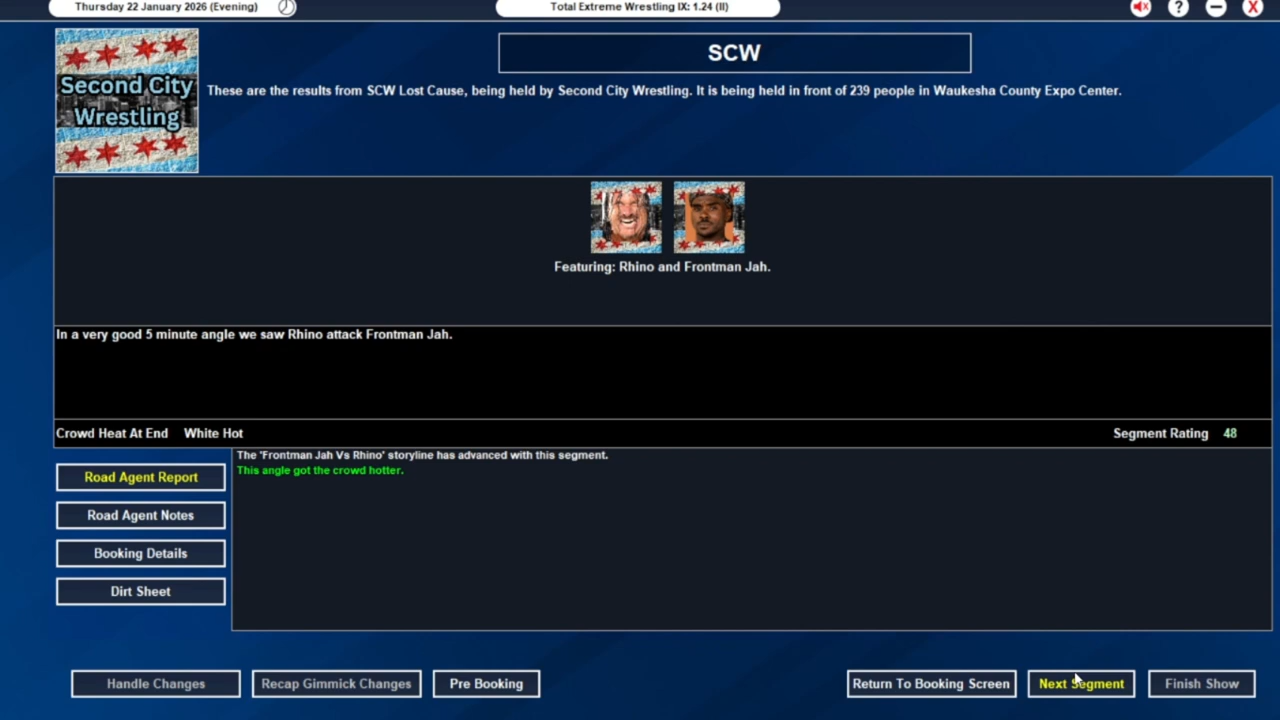 Thursday 22 January 2026 (Evening)
Total Extreme Wrestling IX: 1.24 (II)
?
X
SCW
Second City
Wrestling
These are the results from SCW Lost Cause, being held by Second City Wrestling. It is being held in front of 239 people in Waukesha County Expo Center.
Featuring: Rhino and Frontman Jah.
In a very good 5 minute angle we saw Rhino attack Frontman Jah.
Crowd Heat At End White Hot
Segment Rating 48
The 'Frontman Jah Vs Rhino' storyline has advanced with this segment.
This angle got the crowd hotter.
Road Agent Report
Road Agent Notes
Booking Details
Dirt Sheet
Handle Changes
Recap Gimmick Changes
Pre Booking
Return To Booking Screen
Next Segment
Finish Show